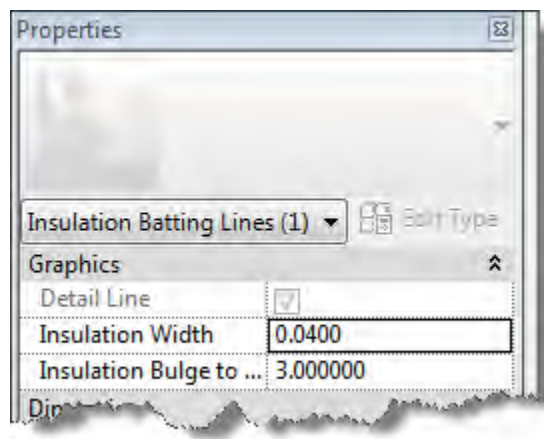 Properties
Insulation Batting Lines (1)
Edit Type
Graphics
Detail Line
Insulation Width 0.0400
Insulation Bulge to ... 3.000000